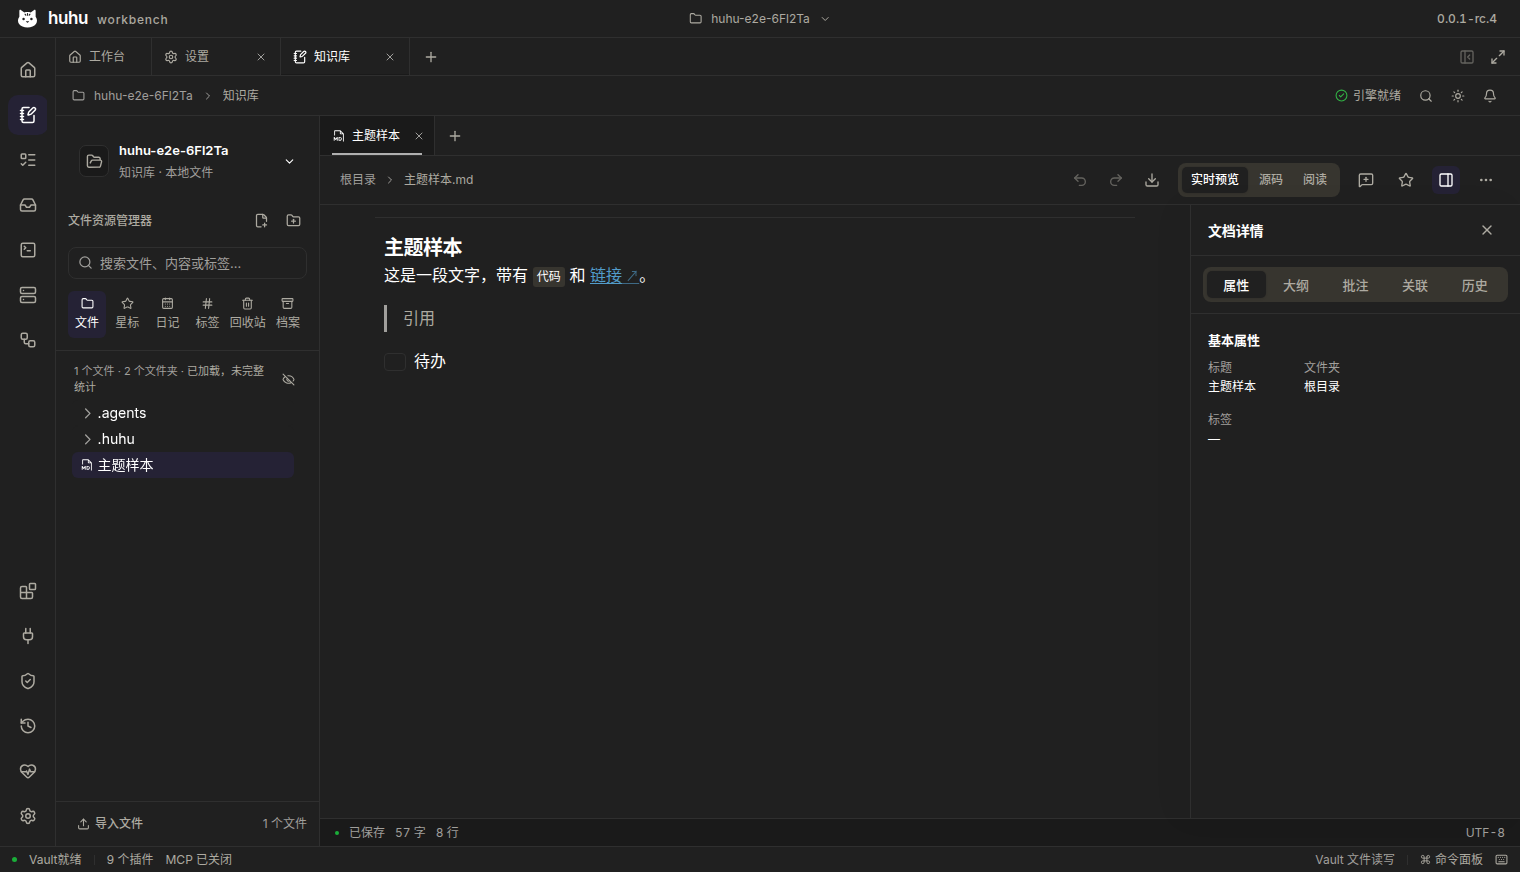 huhu workbench
huhu-e2e-6Fl2Ta
0.0.1-rc.4
工作台
设置
知识库
huhu-e2e-6Fl2Ta
知识库
引擎就绪
huhu-e2e-6Fl2Ta
知识库 · 本地文件
文件资源管理器
搜索文件、内容或标签...
文件
星标
日记
标签
回收站
档案
1 个文件 · 2 个文件夹 · 已加载，未完整
统计
.agents
.huhu
主题样本
导入文件
1 个文件
主题样本
根目录
主题样本.md
实时预览
源码
阅读
主题样本
这是一段文字，带有 代码 和 链接 ↗。
引用
待办
文档详情
属性
大纲
批注
关联
历史
基本属性
标题
文件夹
主题样本
根目录
标签
—
已保存 57 字 8 行
UTF-8
Vault就绪
9 个插件
MCP 已关闭
Vault 文件读写
⌘ 命令面板